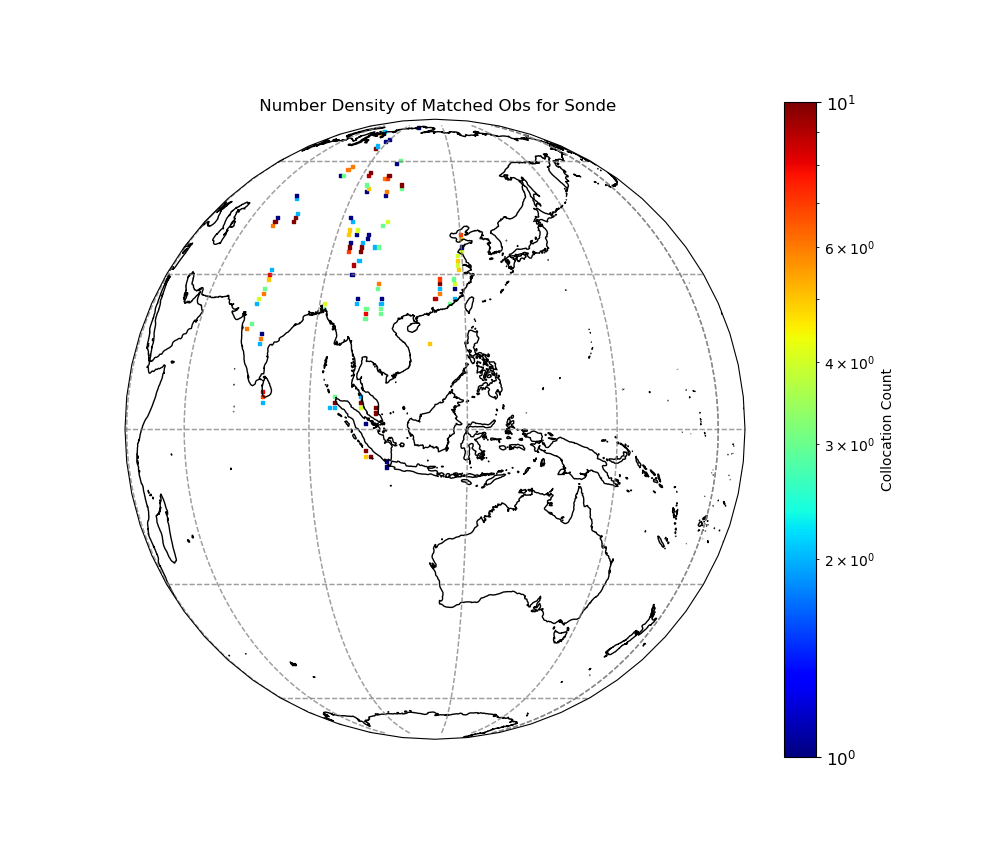 Number Density of Matched Obs for Sonde
10¹
6 × 10⁰
4 × 10⁰
3 × 10⁰
2 × 10⁰
10⁰
Collocation Count